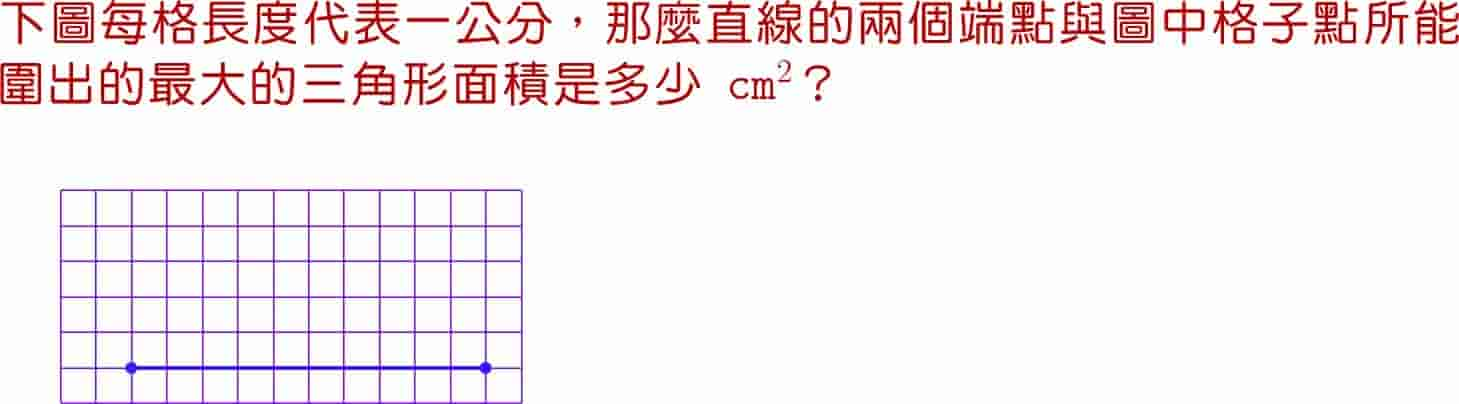 下圖每格長度代表一公分，那麼直線的兩個端點與圖中格子點所能
圍出的最大的三角形面積是多少 cm²？